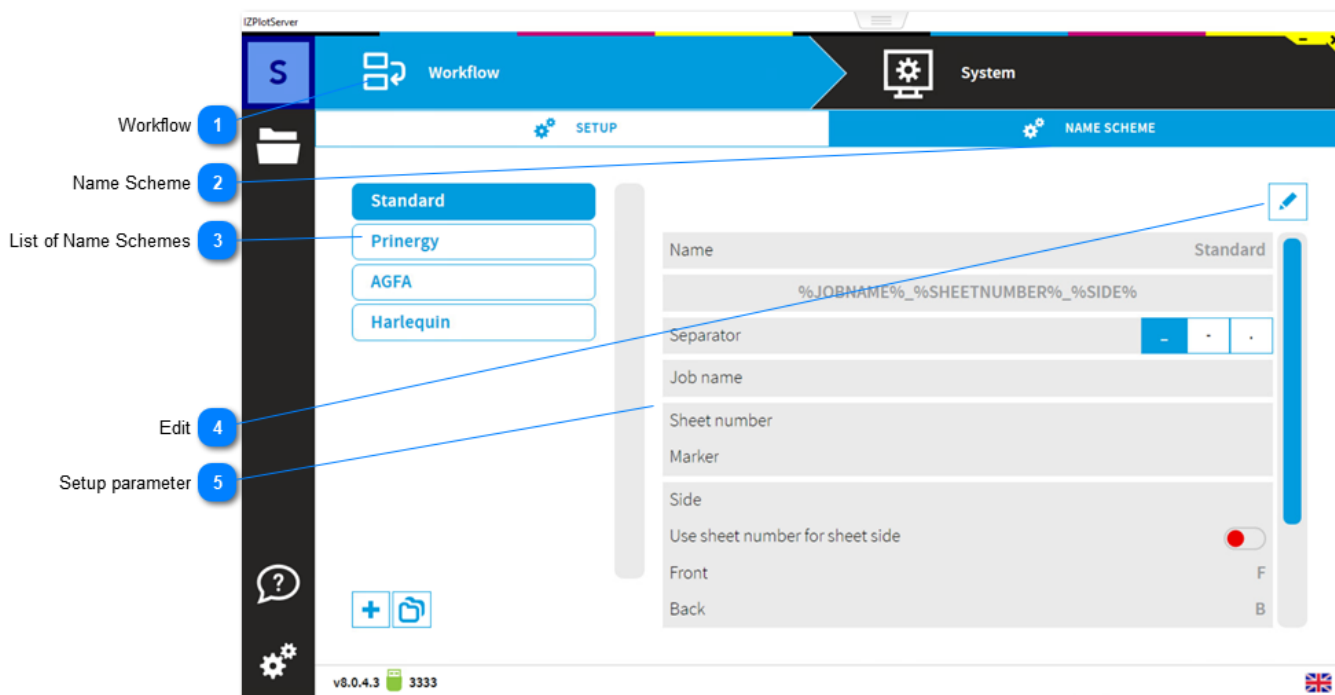 IZPlotServer
S
Workflow
System
Workflow 1
SETUP
NAME SCHEME
Name Scheme 2
Standard
List of Name Schemes 3
Prinergy
Name
Standard
AGFA
%JOBNAME%_%SHEETNUMBER%_%SIDE%
Harlequin
Separator
_ - .
Job name
Edit 4
Sheet number
Marker
Setup parameter 5
Side
Use sheet number for sheet side
Front F
Back B
?
+
v8.0.4.3 3333